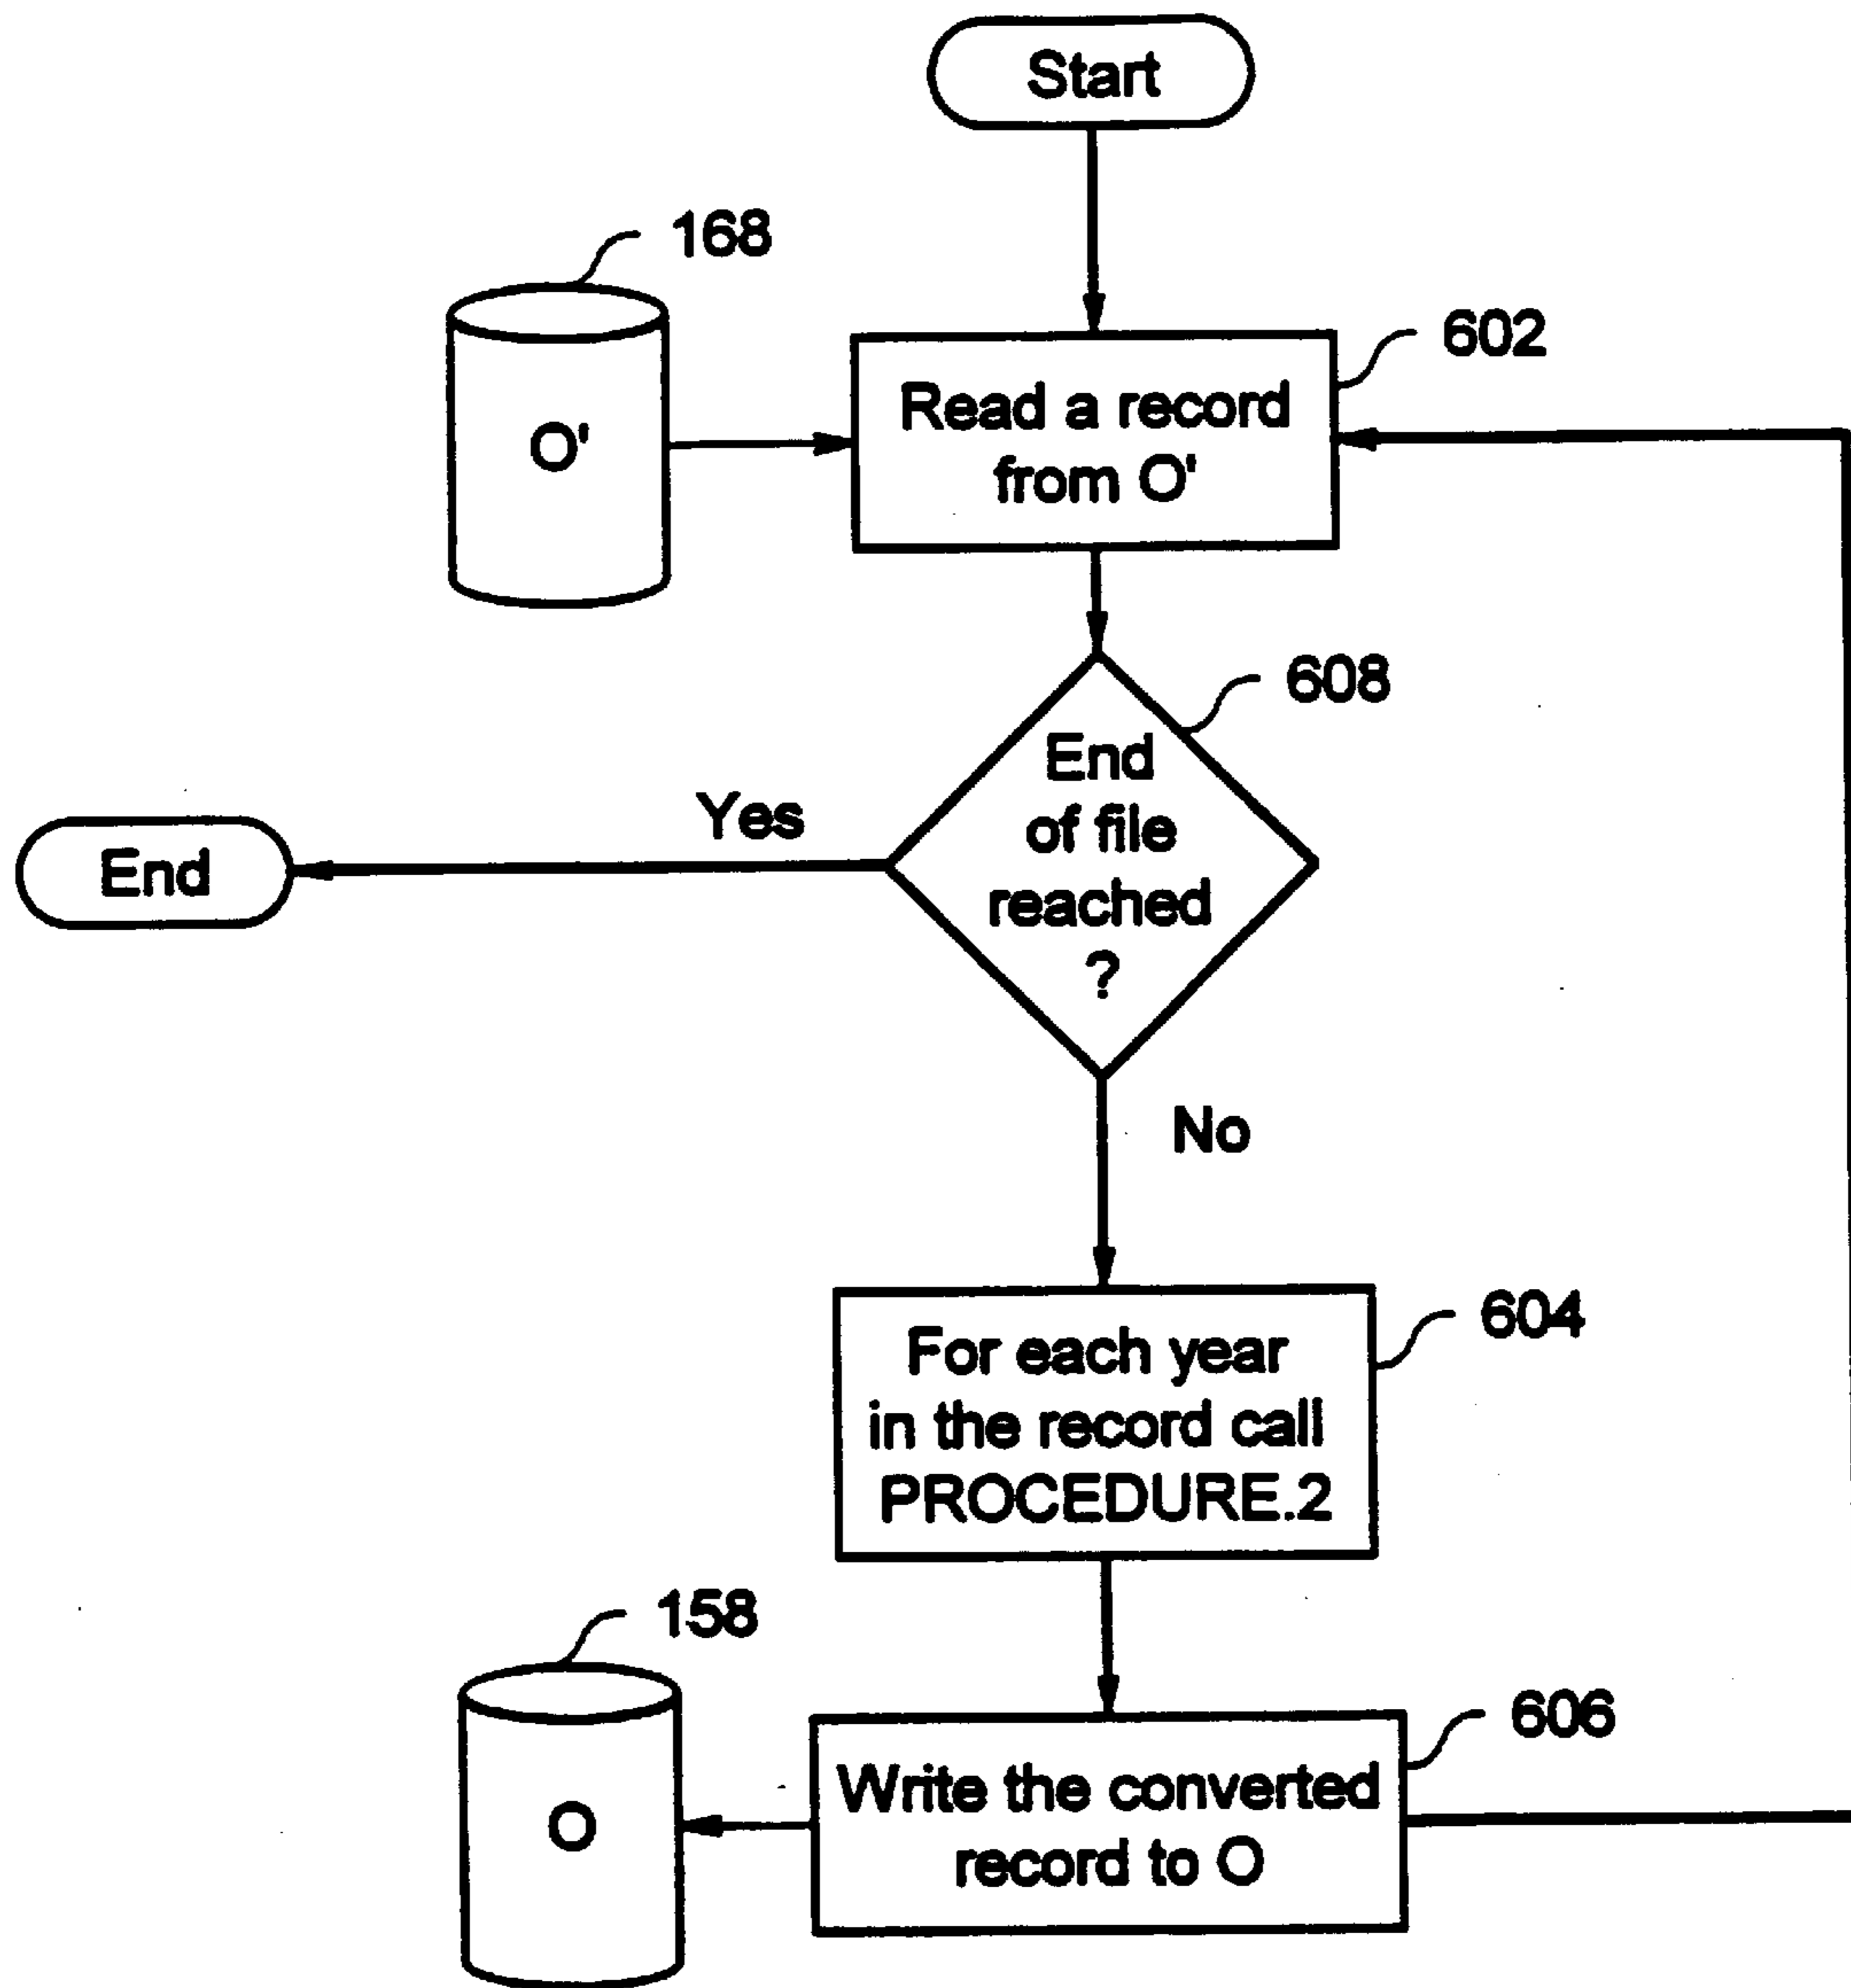 Start
168
602
O'
Read a record
from O'
608
End
of file
reached
?
Yes
End
No
604
For each year
in the record call
PROCEDURE.2
158
606
O
Write the converted
record to O